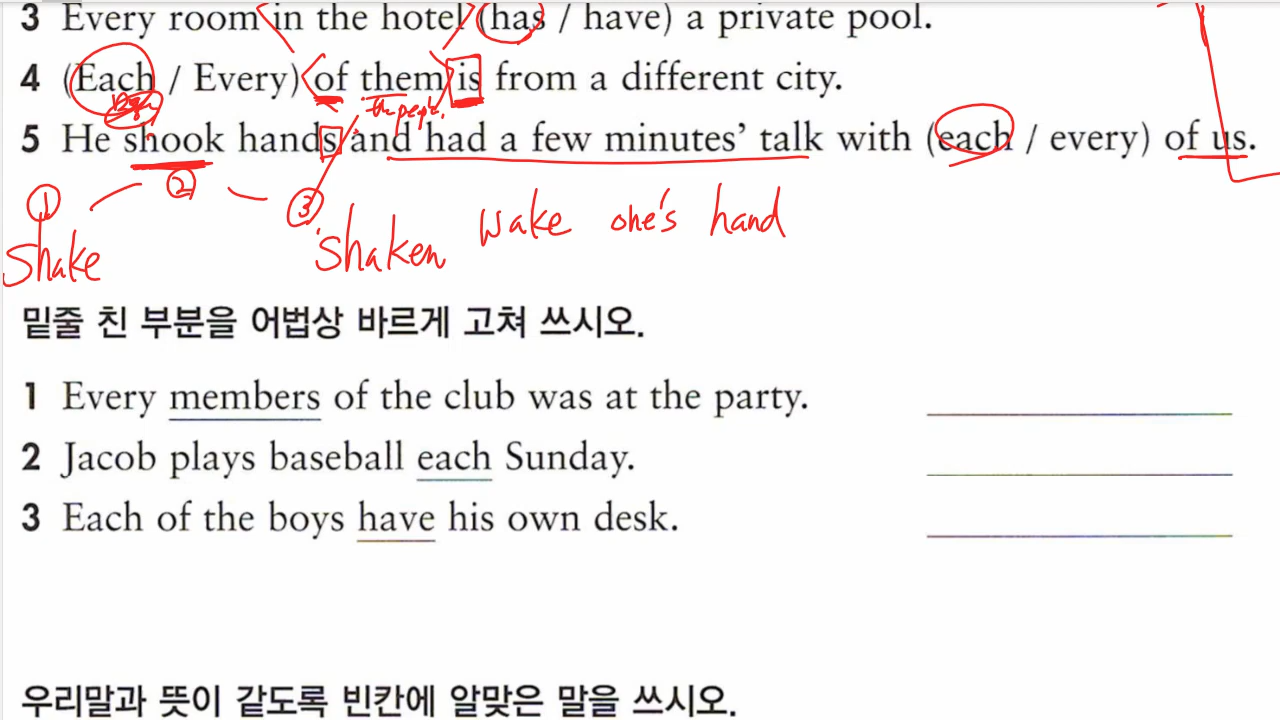 3 Every room in the hotel (has / have) a private pool.
4 (Each / Every) of them is from a different city.
the people.
5 He shook hands and had a few minutes' talk with (each / every) of us.
① ② ③
shake shaken wake one's hand
밑줄 친 부분을 어법상 바르게 고쳐 쓰시오.
1 Every members of the club was at the party.
2 Jacob plays baseball each Sunday.
3 Each of the boys have his own desk.
우리말과 뜻이 같도록 빈칸에 알맞은 말을 쓰시오.